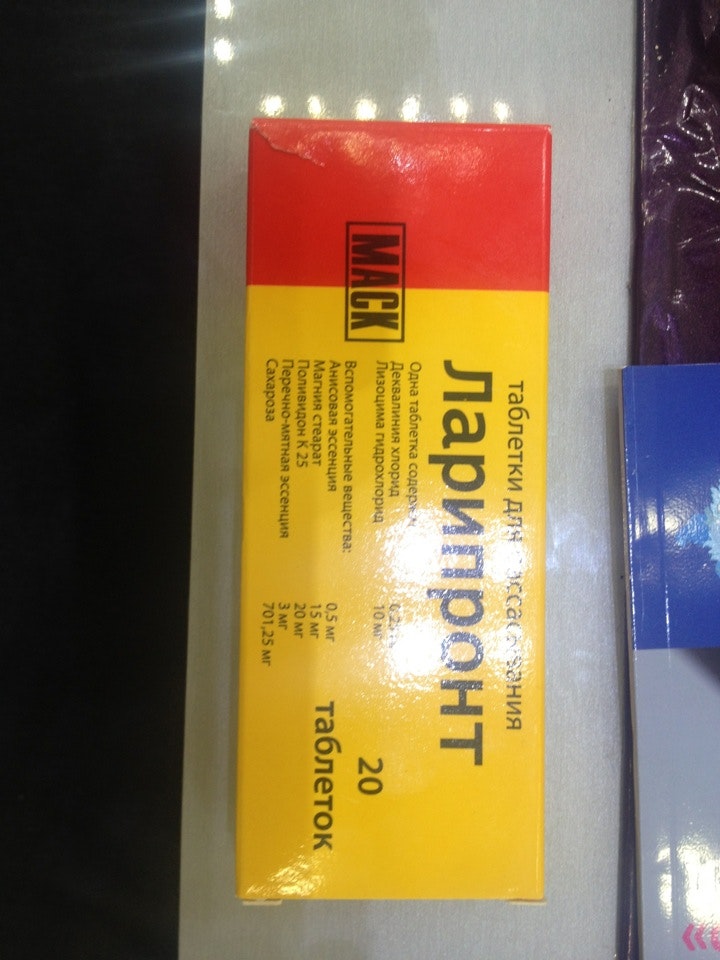 МАСК
таблетки для рассасывания
Ларипронт
Одна таблетка содержит
Деквалиния хлорид
Лизоцима гидрохлорид 10 мг
Вспомогательные вещества:
Анисовая эссенция 0,5 мг
Магния стеарат 15 мг
Поливидон К 25 20 мг
Перечно-мятная эссенция 3 мг
Сахароза 701,25 мг
20
таблеток